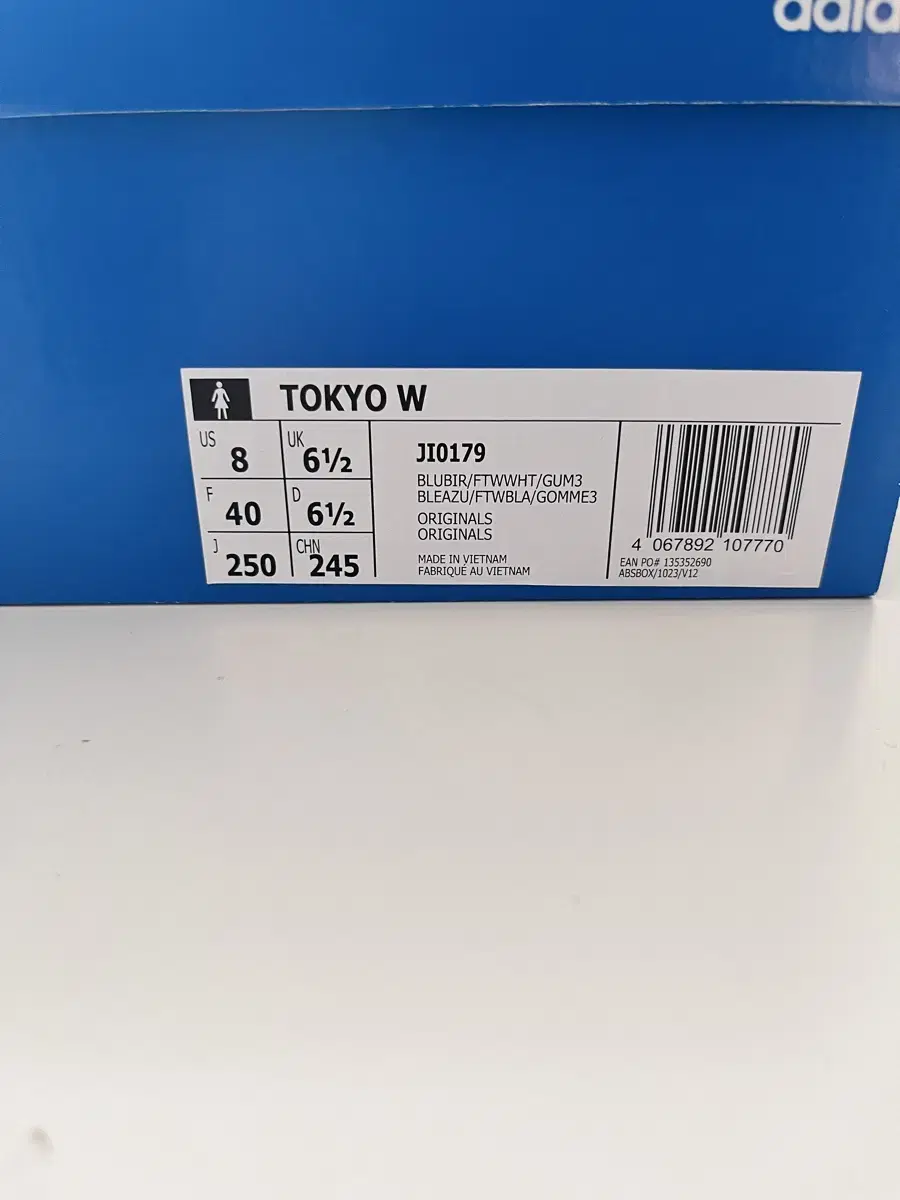 adida
TOKYO W
US 8 UK 6½
F 40 D 6½
J 250 CHN 245
JI0179
BLUBIR/FTWWHT/GUM3
BLEAZU/FTWBLA/GOMME3
ORIGINALS
ORIGINALS
MADE IN VIETNAM
FABRIQUÉ AU VIETNAM
4 067892 107770
EAN PO# 135352690
ABSBOX/1023/V12